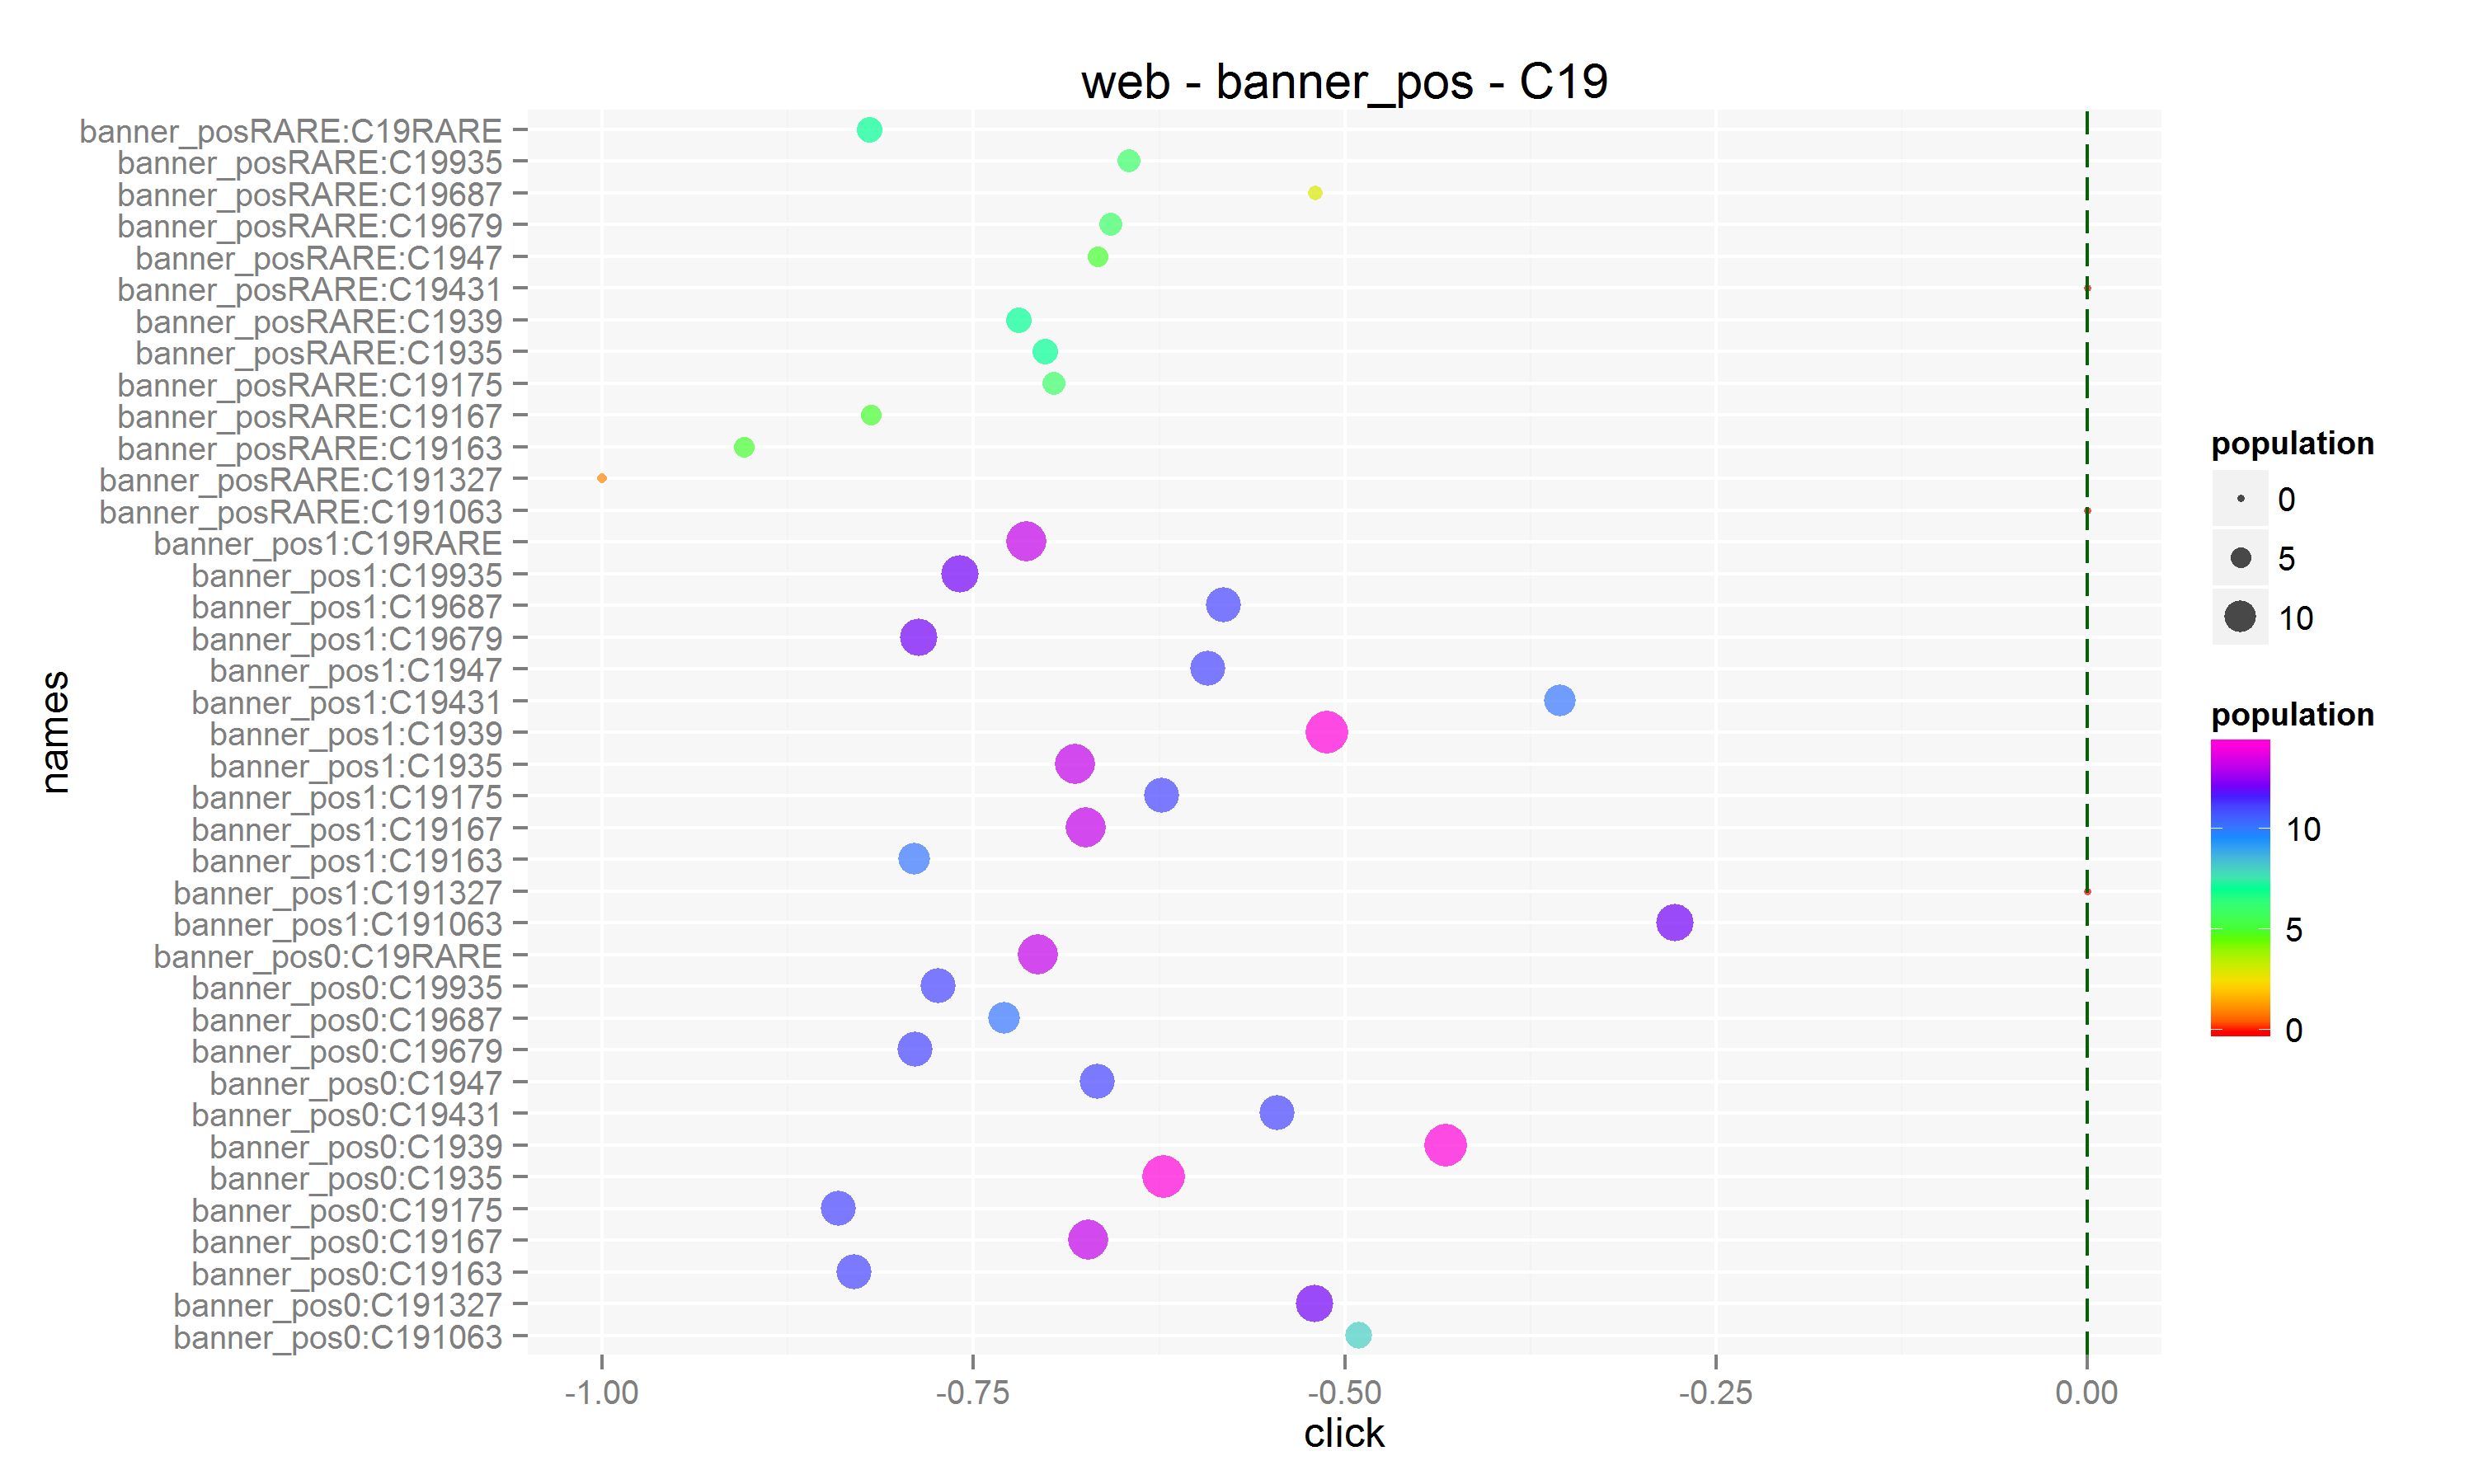 web - banner_pos - C19
banner_posRARE:C19RARE
banner_posRARE:C19935
banner_posRARE:C19687
banner_posRARE:C19679
banner_posRARE:C1947
banner_posRARE:C19431
banner_posRARE:C1939
banner_posRARE:C1935
banner_posRARE:C19175
banner_posRARE:C19167
banner_posRARE:C19163
banner_posRARE:C191327
banner_posRARE:C191063
banner_pos1:C19RARE
banner_pos1:C19935
banner_pos1:C19687
banner_pos1:C19679
banner_pos1:C1947
banner_pos1:C19431
banner_pos1:C1939
banner_pos1:C1935
banner_pos1:C19175
banner_pos1:C19167
banner_pos1:C19163
banner_pos1:C191327
banner_pos1:C191063
banner_pos0:C19RARE
banner_pos0:C19935
banner_pos0:C19687
banner_pos0:C19679
banner_pos0:C1947
banner_pos0:C19431
banner_pos0:C1939
banner_pos0:C1935
banner_pos0:C19175
banner_pos0:C19167
banner_pos0:C19163
banner_pos0:C191327
banner_pos0:C191063
names
-1.00
-0.75
-0.50
-0.25
0.00
click
population
0
5
10
population
10
5
0